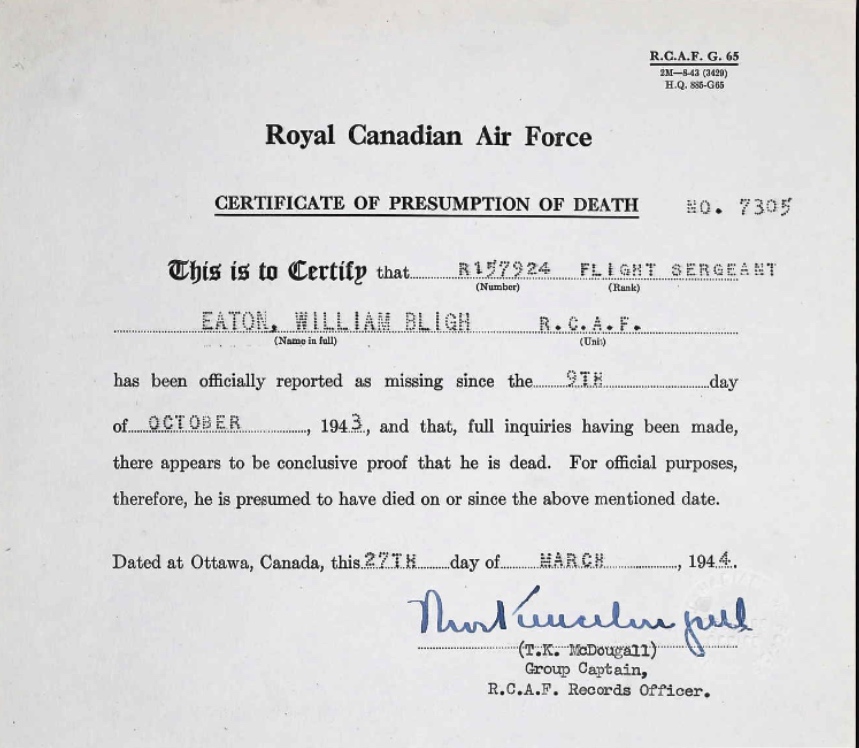 R.C.A.F. G. 65
2M—8-43 (3429)
H.Q. 885-G65
Royal Canadian Air Force
CERTIFICATE OF PRESUMPTION OF DEATH NO. 7305
This is to Certify that R157924 FLIGHT SERGEANT
(Number) (Rank)
EATON, WILLIAM BLIGH R.C.A.F.
(Name in full) (Unit)
has been officially reported as missing since the 9TH day
of OCTOBER, 1943, and that, full inquiries having been made,
there appears to be conclusive proof that he is dead. For official purposes,
therefore, he is presumed to have died on or since the above mentioned date.
Dated at Ottawa, Canada, this 27TH day of MARCH, 1944.
(T.K. McDougall)
Group Captain,
R.C.A.F. Records Officer.